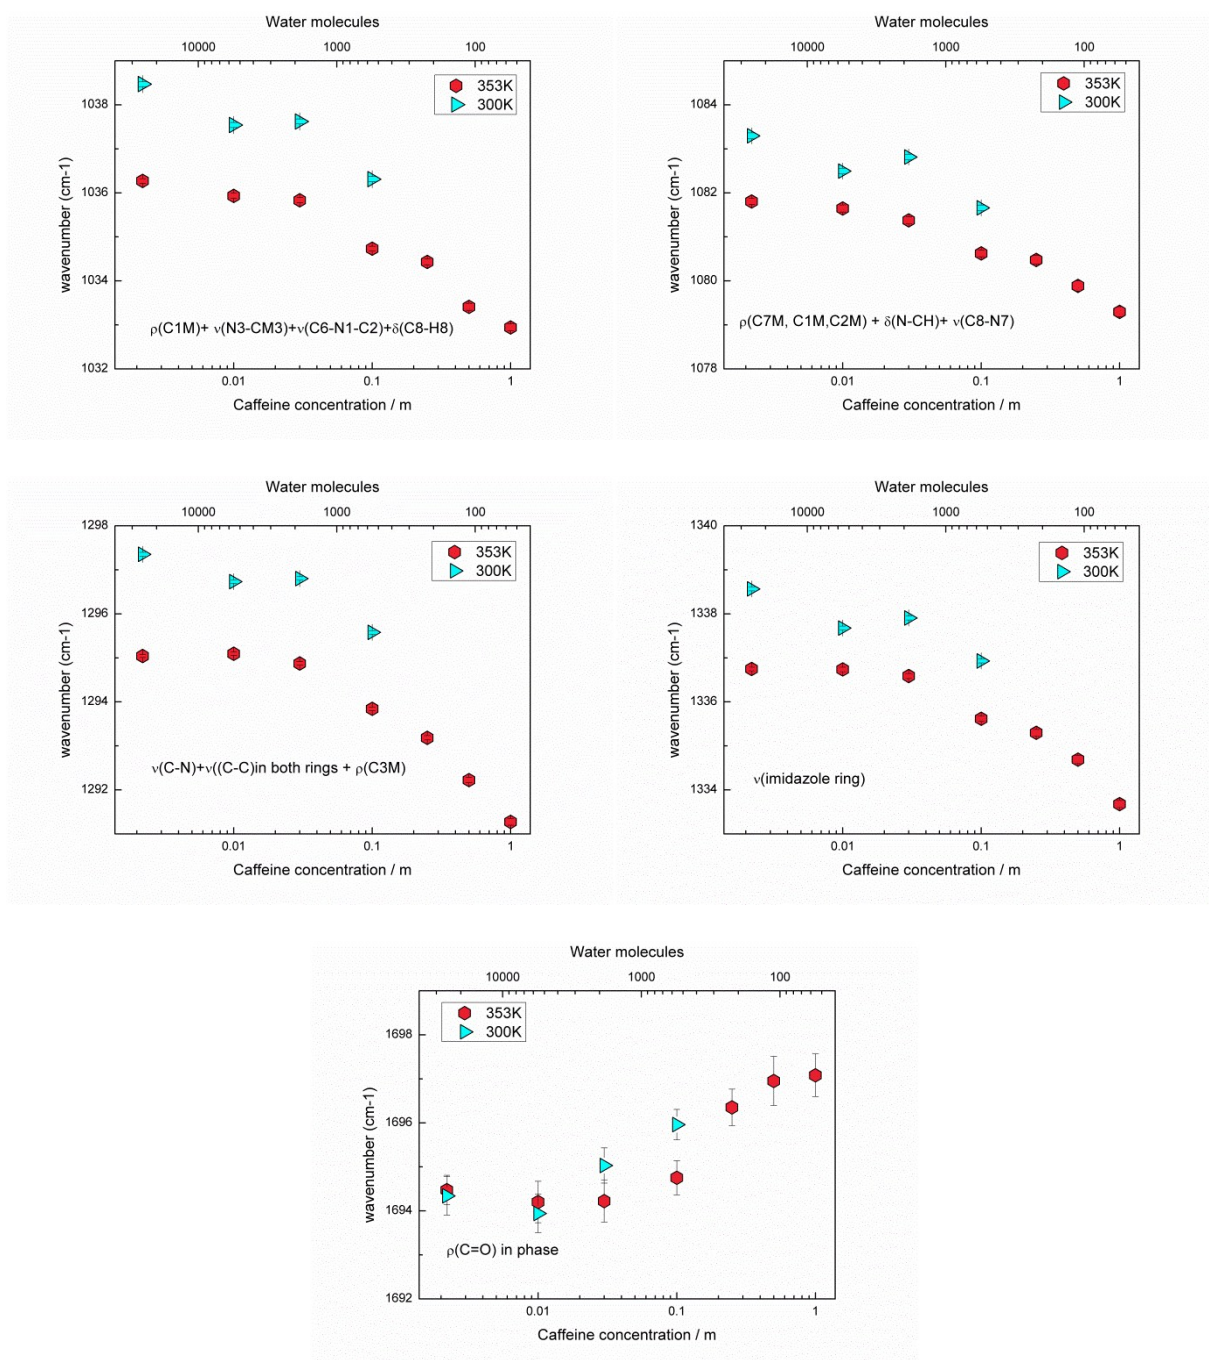 Water molecules
10000 1000 100
353K
300K
1038
1036
1034
1032
wavenumber (cm-1)
ρ(C1M)+ ν(N3-CM3)+ν(C6-N1-C2)+δ(C8-H8)
0.01 0.1 1
Caffeine concentration / m
Water molecules
10000 1000 100
353K
300K
1084
1082
1080
1078
wavenumber (cm-1)
ρ(C7M, C1M,C2M) + δ(N-CH)+ ν(C8-N7)
0.01 0.1 1
Caffeine concentration / m
Water molecules
10000 1000 100
353K
300K
1298
1296
1294
1292
wavenumber (cm-1)
ν(C-N)+ν((C-C)in both rings + ρ(C3M)
0.01 0.1 1
Caffeine concentration / m
Water molecules
10000 1000 100
353K
300K
1340
1338
1336
1334
wavenumber (cm-1)
ν(imidazole ring)
0.01 0.1 1
Caffeine concentration / m
Water molecules
10000 1000 100
353K
300K
1698
1696
1694
1692
wavenumber (cm-1)
ρ(C=O) in phase
0.01 0.1 1
Caffeine concentration / m